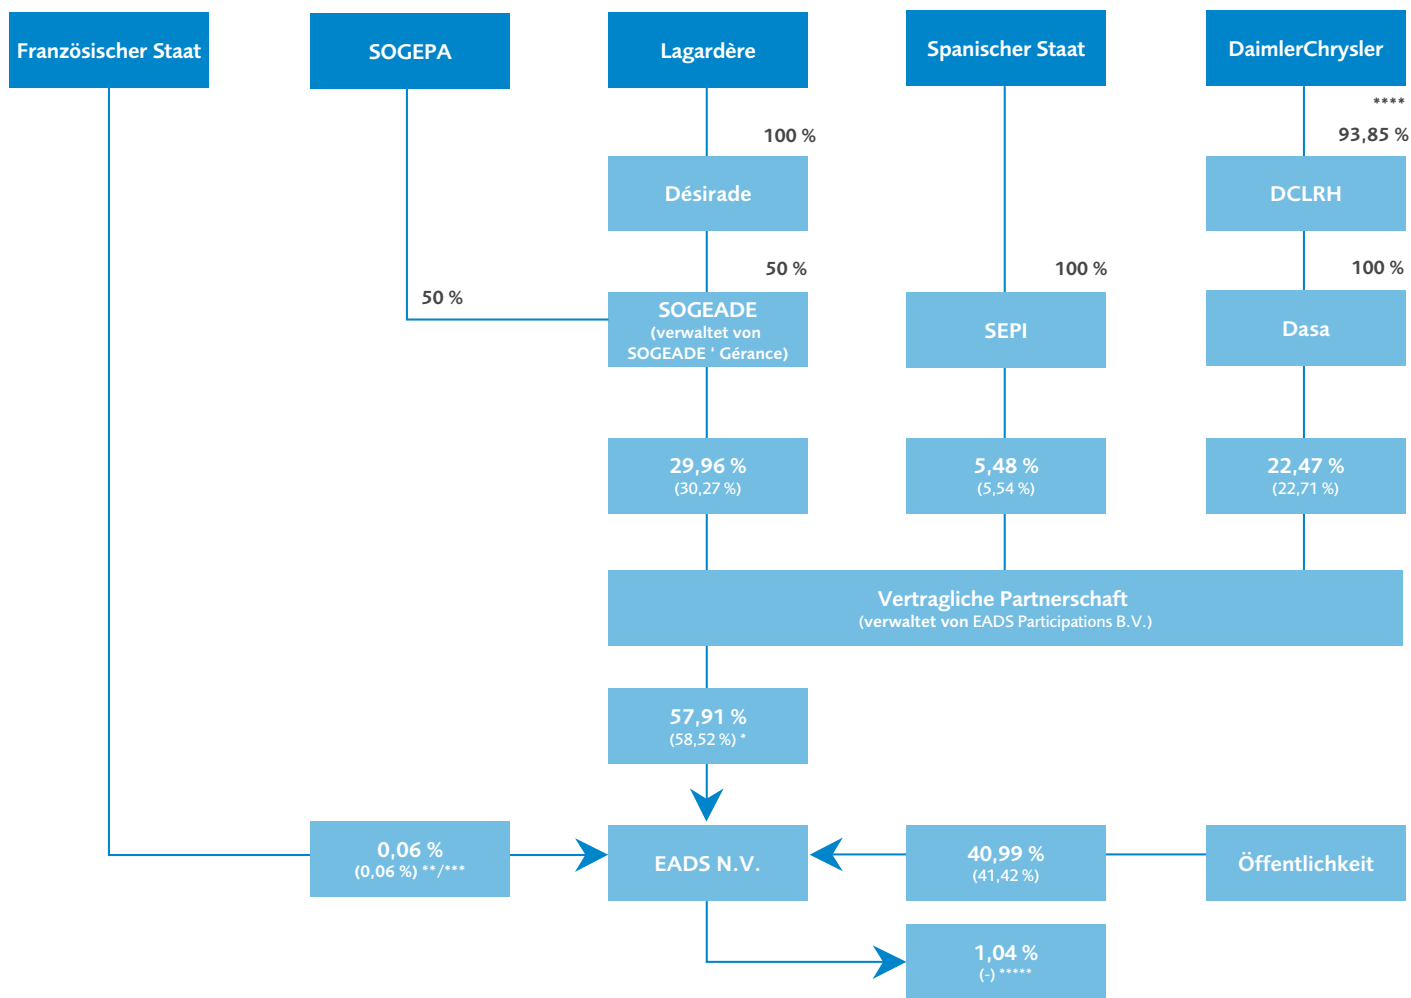 Französischer Staat
SOGEPA
Lagardère
Spanischer Staat
DaimlerChrysler
****
100 %
93,85 %
Désirade
DCLRH
50 %
100 %
100 %
50 %
SOGEADE
(verwaltet von
SOGEADE ' Gérance)
SEPI
Dasa
29,96 %
(30,27 %)
5,48 %
(5,54 %)
22,47 %
(22,71 %)
Vertragliche Partnerschaft
(verwaltet von EADS Participations B.V.)
57,91 %
(58,52 %) *
0,06 %
(0,06 %) **/***
EADS N.V.
40,99 %
(41,42 %)
Öffentlichkeit
1,04 %
(-) *****